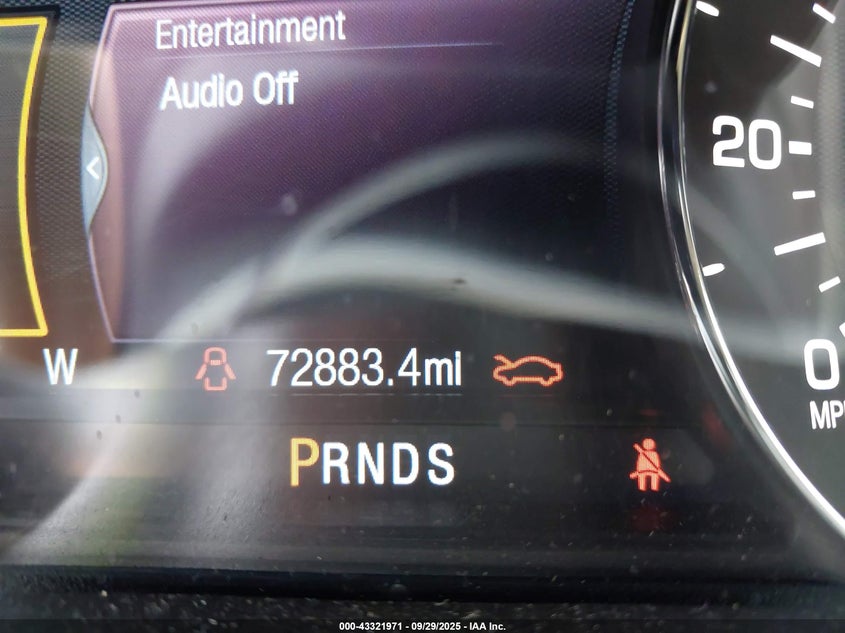 Entertainment
Audio Off
20
W 72883.4mi
0
MPH
PRNDS
000-43321971 | 09/29/2025 - IAA Inc.